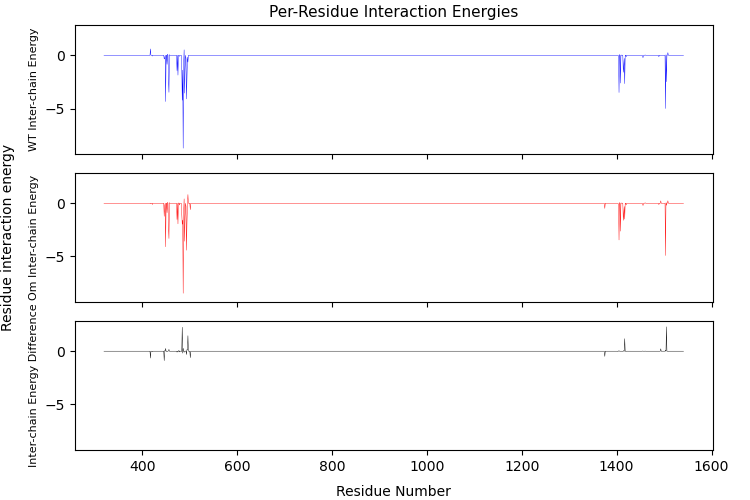 Per-Residue Interaction Energies
Residue interaction energy
WT Inter-chain Energy
0
−5
Om Inter-chain Energy
0
−5
Inter-chain Energy Difference
0
−5
400 600 800 1000 1200 1400 1600
Residue Number